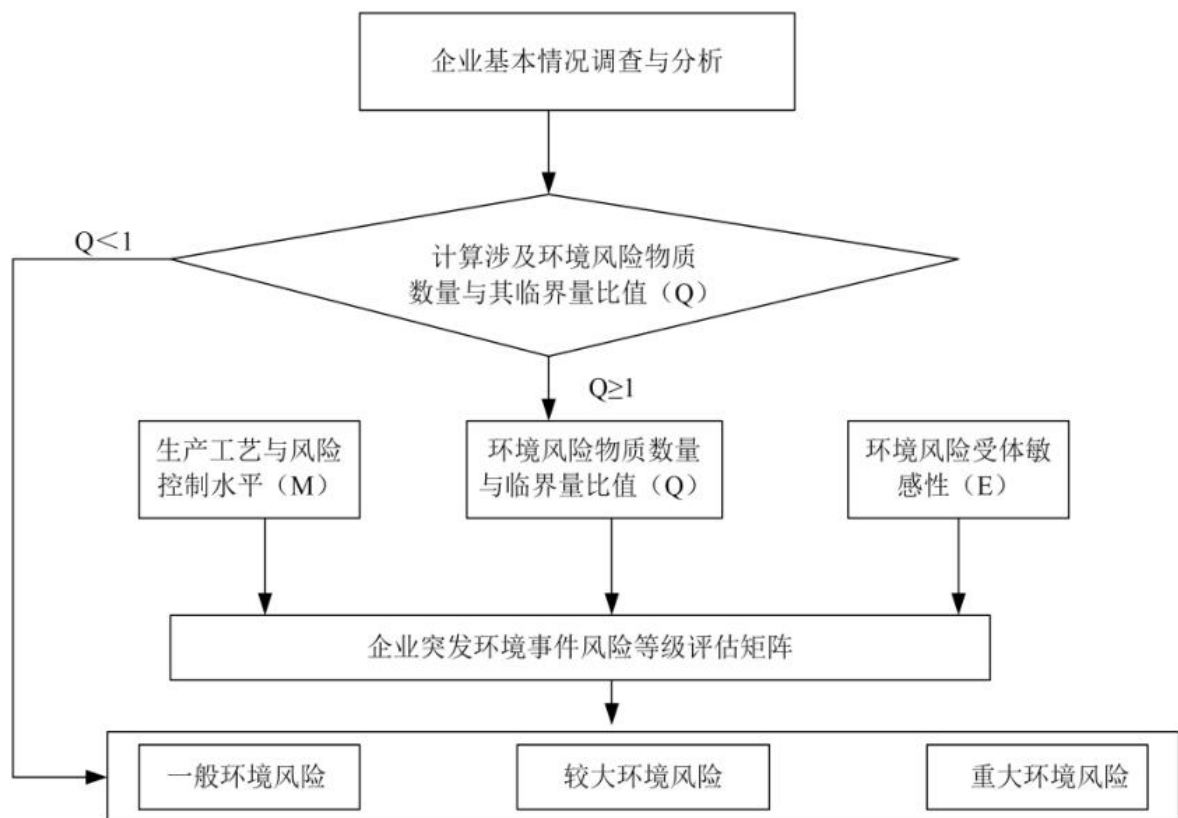 企业基本情况调查与分析
Q＜1
计算涉及环境风险物质
数量与其临界量比值（Q）
Q≥1
生产工艺与风险
控制水平（M）
环境风险物质数量
与临界量比值（Q）
环境风险受体敏
感性（E）
企业突发环境事件风险等级评估矩阵
一般环境风险
较大环境风险
重大环境风险